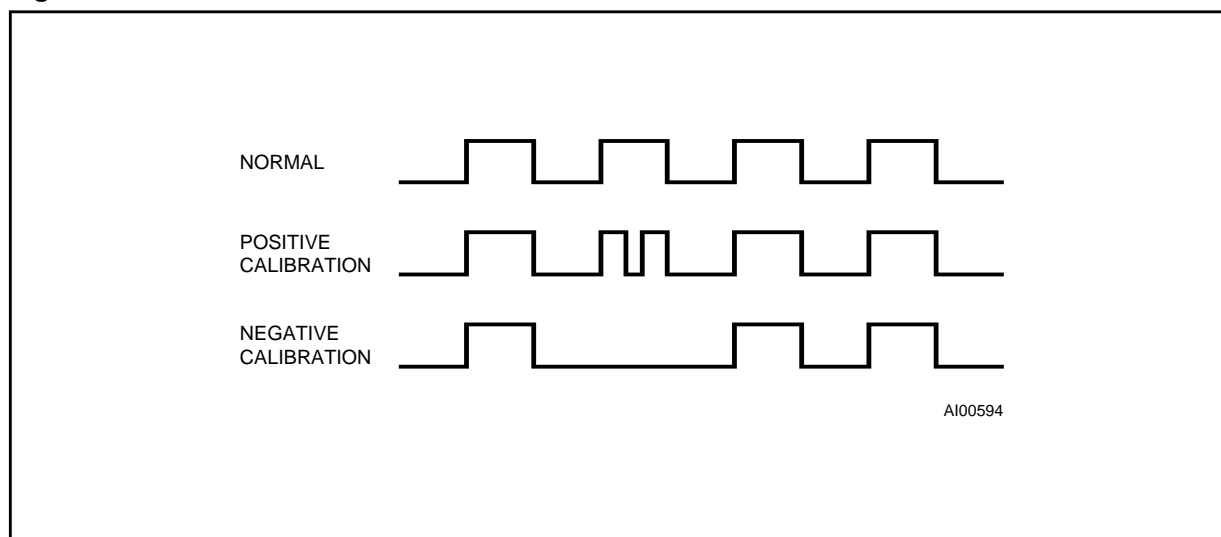 NORMAL
POSITIVE
CALIBRATION
NEGATIVE
CALIBRATION
AI00594